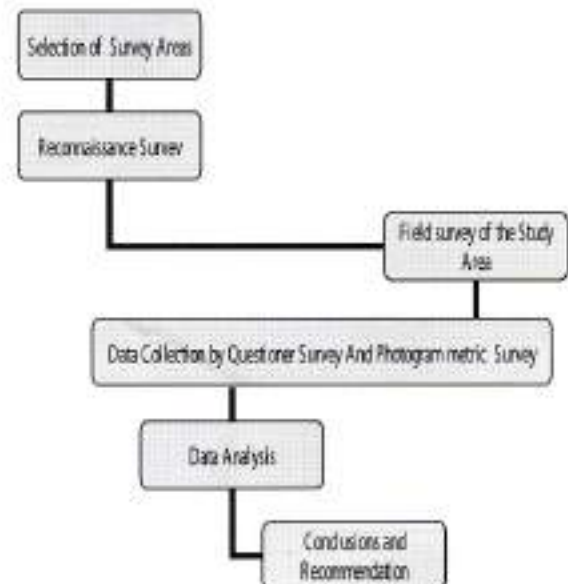 Selection of Survey Areas
Reconnaissance Survey
Field survey of the Study
Area
Data Collection by Questioner Survey And Photogram metric Survey
Data Analysis
Conclusions and
Recommendation